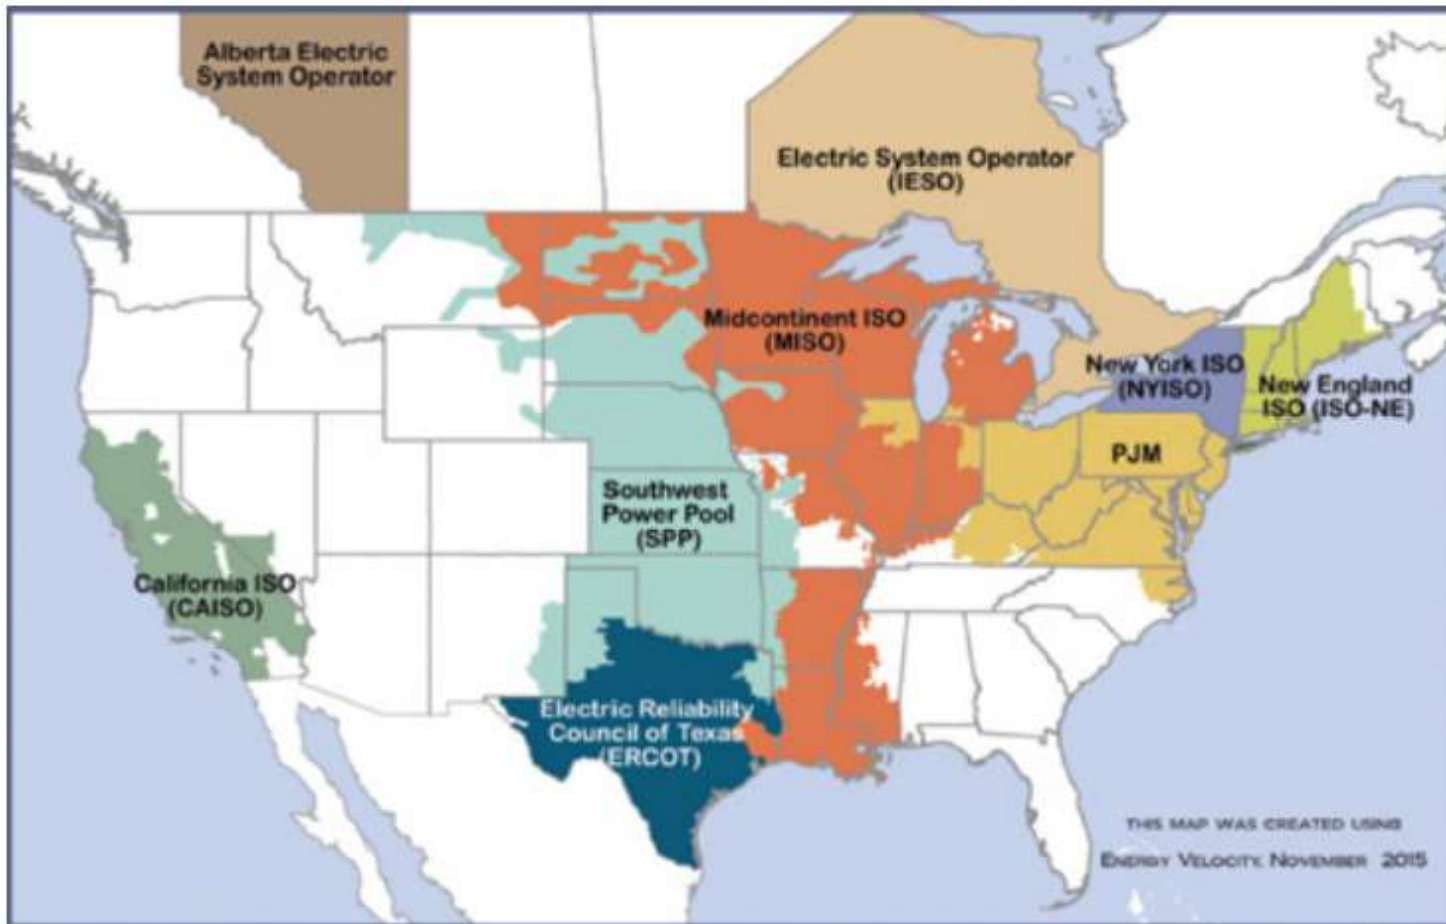 Alberta Electric
System Operator
Electric System Operator
(IESO)
Midcontinent ISO
(MISO)
New York ISO
(NYISO)
New England
ISO (ISO-NE)
PJM
Southwest
Power Pool
(SPP)
California ISO
(CAISO)
Electric Reliability
Council of Texas
(ERCOT)
THIS MAP WAS CREATED USING
ENERGY VELOCITY, NOVEMBER 2015